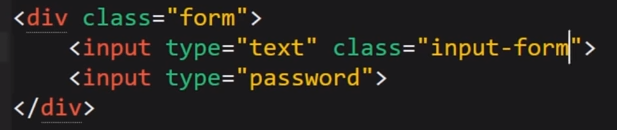 <div class="form">
    <input type="text" class="input-form">
    <input type="password">
</div>